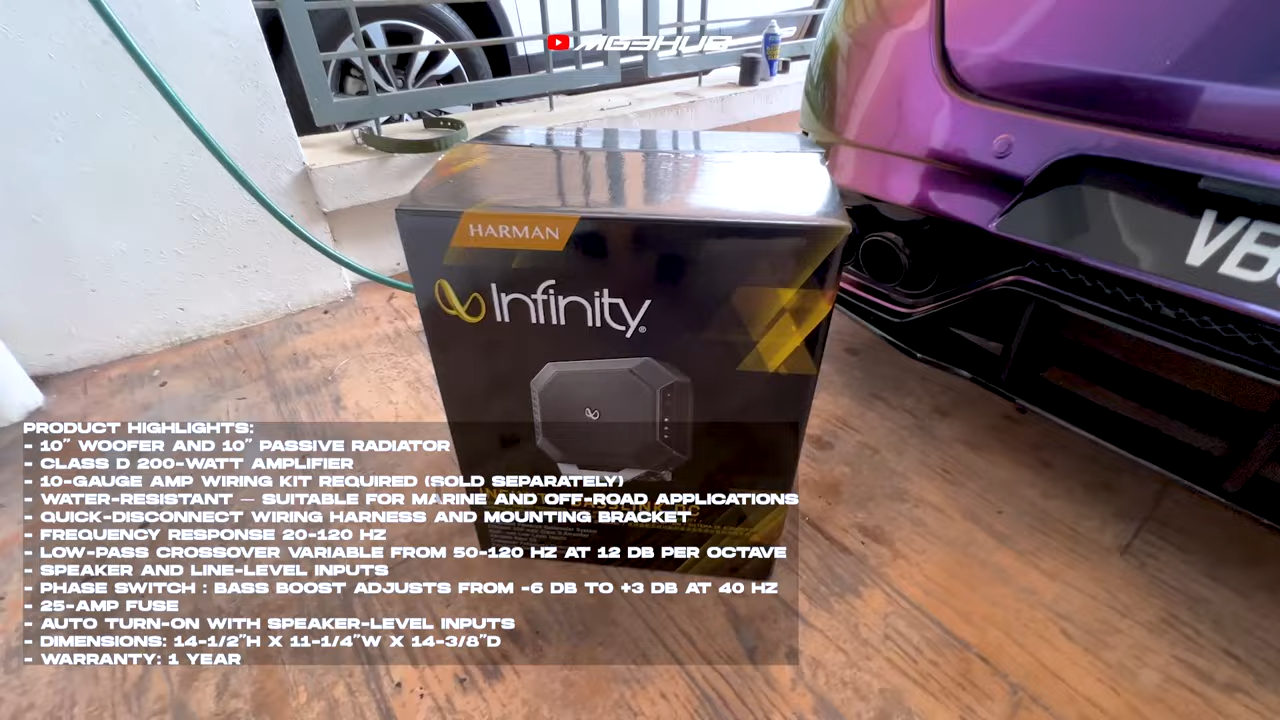 MG3HUB
HARMAN
Infinity®
VB
PRODUCT HIGHLIGHTS:
- 10" WOOFER AND 10" PASSIVE RADIATOR
- CLASS D 200-WATT AMPLIFIER
- 10-GAUGE AMP WIRING KIT REQUIRED (SOLD SEPARATELY)
- WATER-RESISTANT – SUITABLE FOR MARINE AND OFF-ROAD APPLICATIONS
- QUICK-DISCONNECT WIRING HARNESS AND MOUNTING BRACKET
- FREQUENCY RESPONSE 20-120 HZ
- LOW-PASS CROSSOVER VARIABLE FROM 50-120 HZ AT 12 DB PER OCTAVE
- SPEAKER AND LINE-LEVEL INPUTS
- PHASE SWITCH : BASS BOOST ADJUSTS FROM -6 DB TO +3 DB AT 40 HZ
- 25-AMP FUSE
- AUTO TURN-ON WITH SPEAKER-LEVEL INPUTS
- DIMENSIONS: 14-1/2"H X 11-1/4"W X 14-3/8"D
- WARRANTY: 1 YEAR